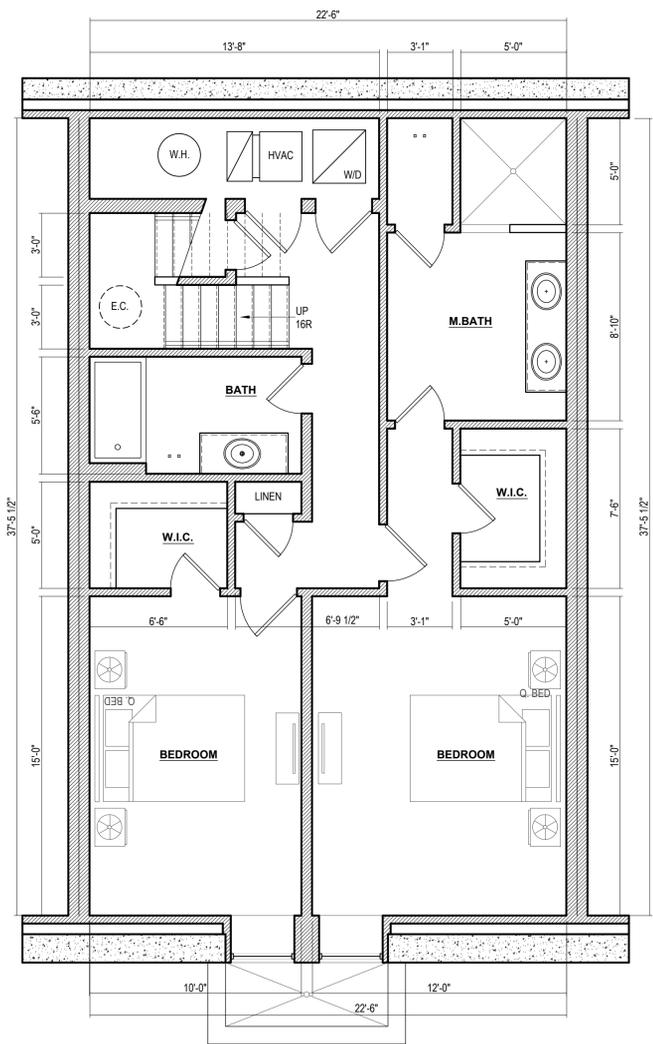 22'-6"
13'-8"
3'-1"
5'-0"
W.H.
HVAC
W/D
5'-0"
3'-0"
E.C.
3'-0"
UP
16R
M.BATH
8'-10"
BATH
5'-6"
37'-5 1/2"
LINEN
W.I.C.
5'-0"
W.I.C.
7'-6"
37'-5 1/2"
6'-6"
6'-9 1/2"
3'-1"
5'-0"
Q. BED
Q. BED
BEDROOM
BEDROOM
15'-0"
15'-0"
10'-0"
12'-0"
22'-6"